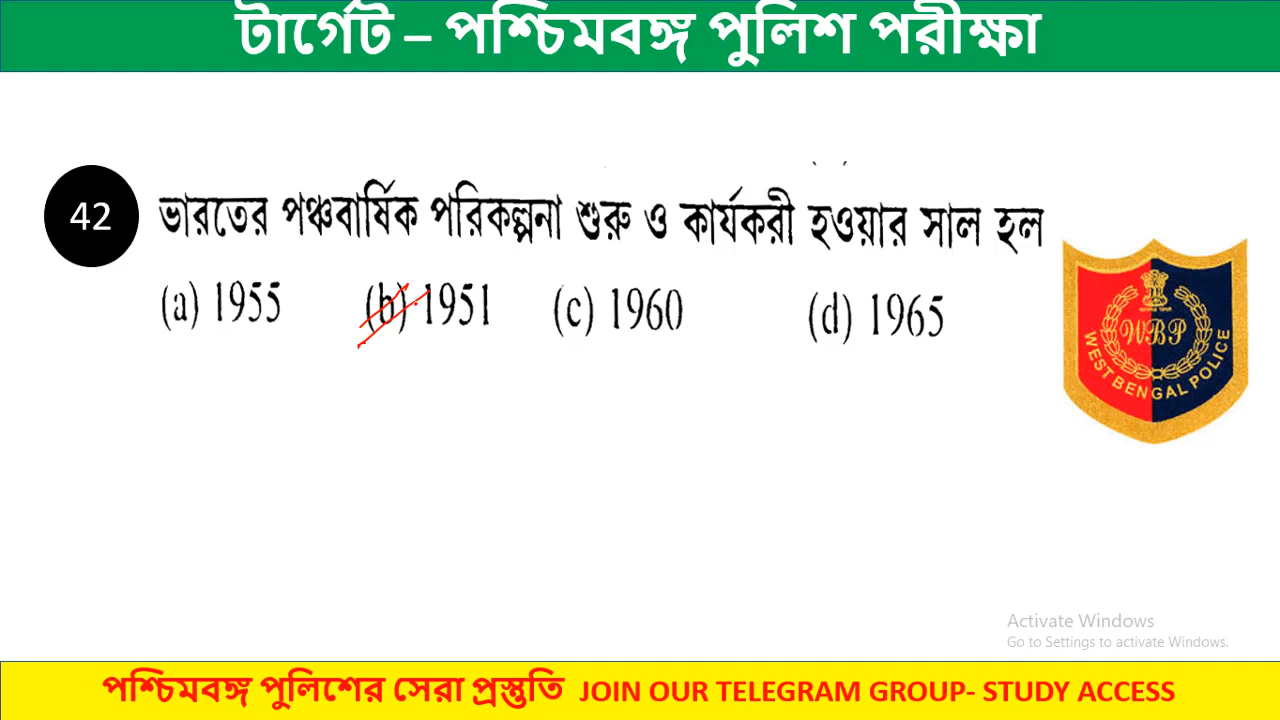 টার্গেট – পশ্চিমবঙ্গ পুলিশ পরীক্ষা
42 ভারতের পঞ্চবার্ষিক পরিকল্পনা শুরু ও কার্যকরী হওয়ার সাল হল
(a) 1955 (b) 1951 (c) 1960 (d) 1965
WBP
WEST BENGAL POLICE
Activate Windows
Go to Settings to activate Windows.
পশ্চিমবঙ্গ পুলিশের সেরা প্রস্তুতি JOIN OUR TELEGRAM GROUP- STUDY ACCESS